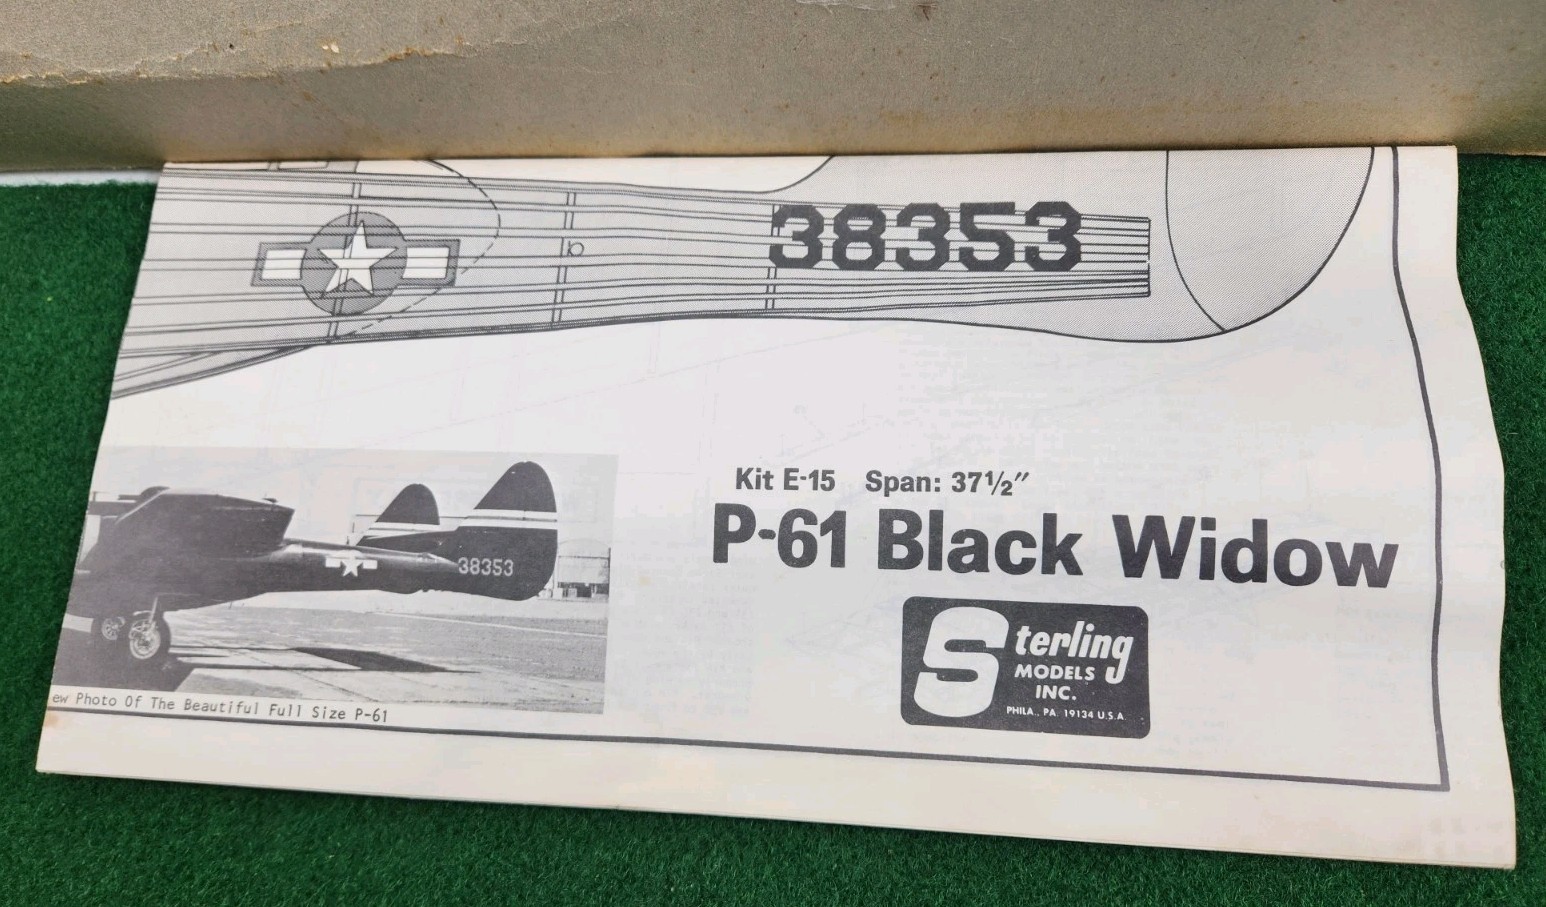 38353
38353
ew Photo Of The Beautiful Full Size P-61
Kit E-15 Span: 37½"
P-61 Black Widow
Sterling
MODELS
INC.
PHILA., PA. 19134 U.S.A.